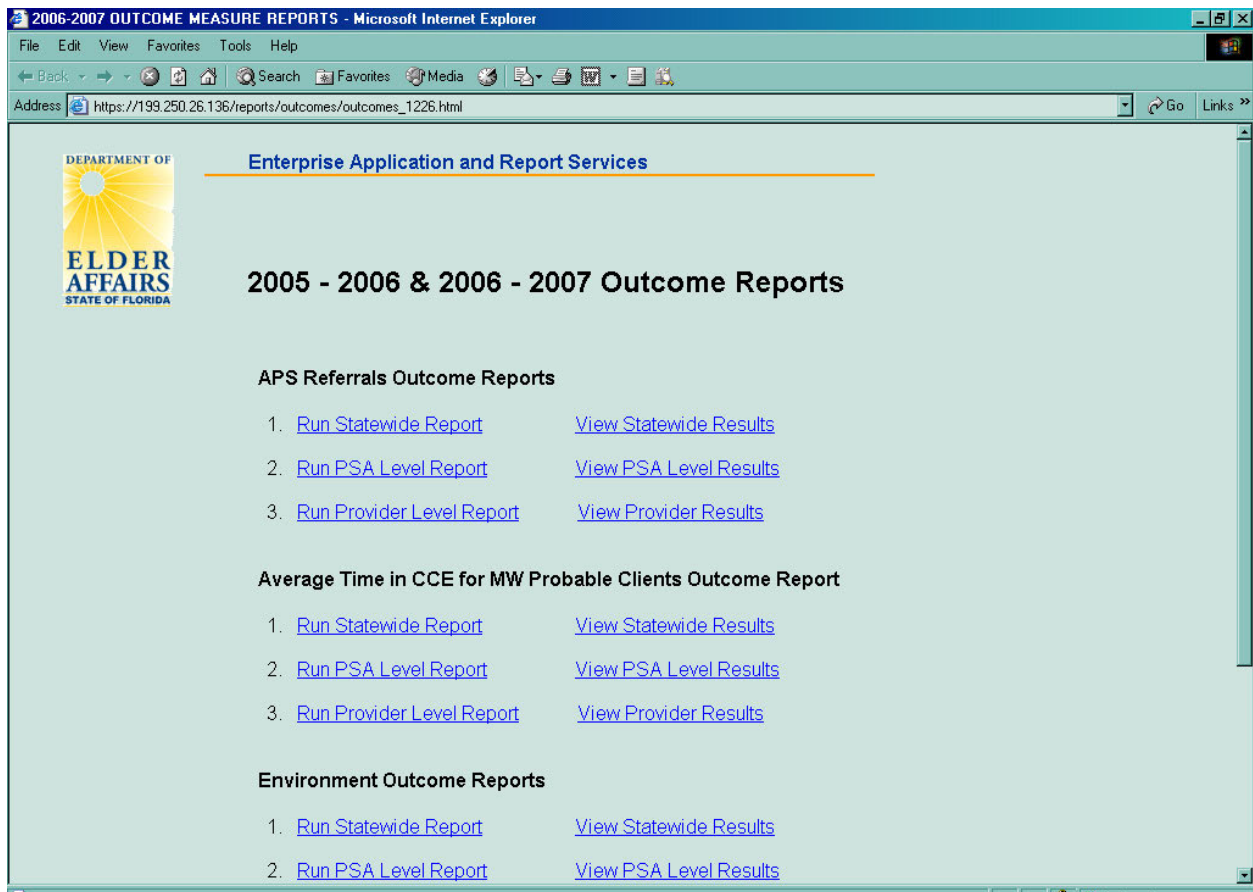 2006-2007 OUTCOME MEASURE REPORTS - Microsoft Internet Explorer
File Edit View Favorites Tools Help
Back Search Favorites Media
Address https://199.250.26.136/reports/outcomes/outcomes_1226.html Go Links »
DEPARTMENT OF
ELDER
AFFAIRS
STATE OF FLORIDA
Enterprise Application and Report Services
2005 - 2006 & 2006 - 2007 Outcome Reports
APS Referrals Outcome Reports
1. Run Statewide Report View Statewide Results
2. Run PSA Level Report View PSA Level Results
3. Run Provider Level Report View Provider Results
Average Time in CCE for MW Probable Clients Outcome Report
1. Run Statewide Report View Statewide Results
2. Run PSA Level Report View PSA Level Results
3. Run Provider Level Report View Provider Results
Environment Outcome Reports
1. Run Statewide Report View Statewide Results
2. Run PSA Level Report View PSA Level Results